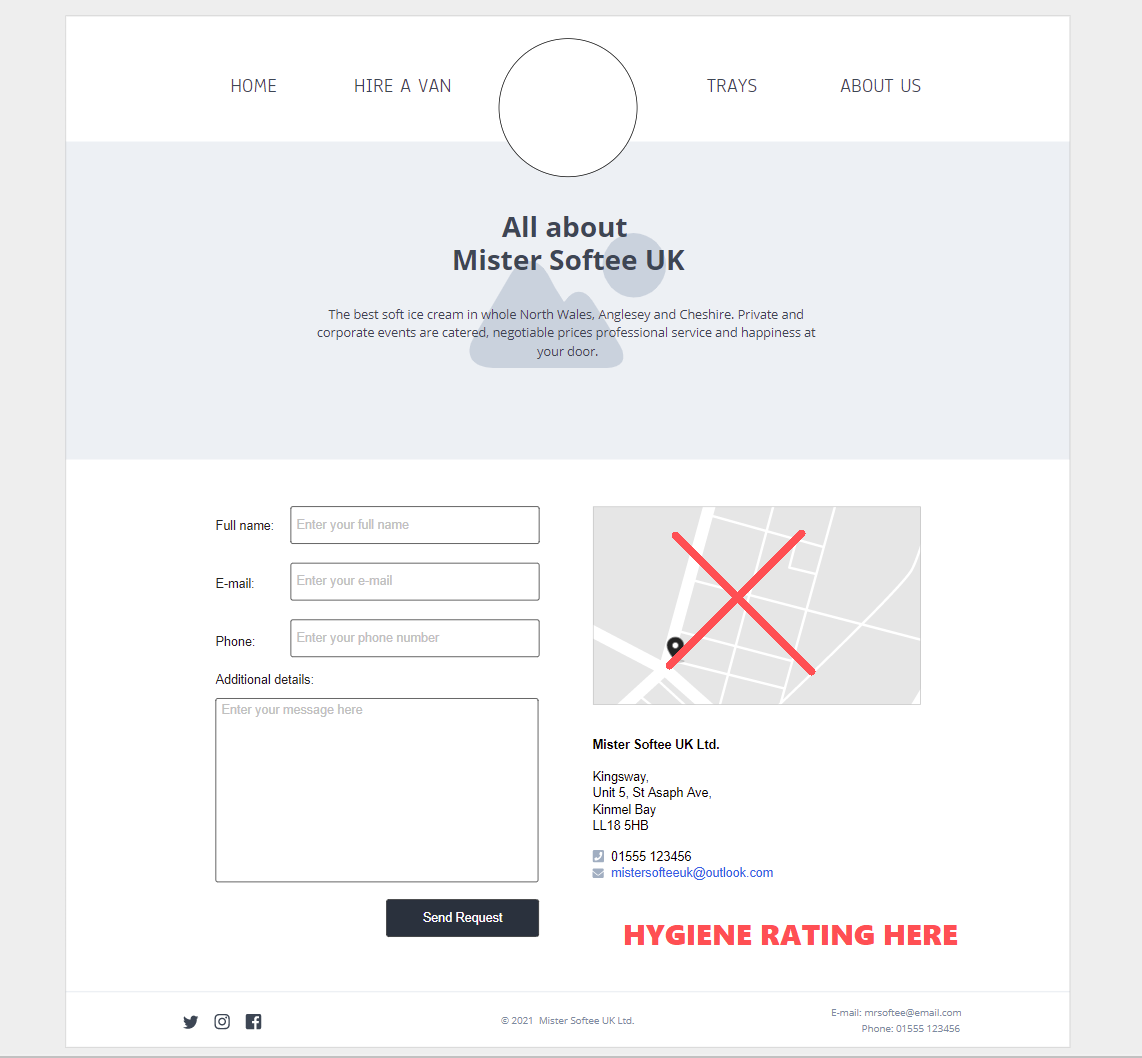 HOME
HIRE A VAN
TRAYS
ABOUT US
All about
Mister Softee UK
The best soft ice cream in whole North Wales, Anglesey and Cheshire. Private and
corporate events are catered, negotiable prices professional service and happiness at
your door.
Full name:
Enter your full name
E-mail:
Enter your e-mail
Phone:
Enter your phone number
Additional details:
Enter your message here
Send Request
Mister Softee UK Ltd.
Kingsway,
Unit 5, St Asaph Ave,
Kinmel Bay
LL18 5HB
01555 123456
mistersofteeuk@outlook.com
HYGIENE RATING HERE
© 2021 Mister Softee UK Ltd.
E-mail: mrsoftee@email.com
Phone: 01555 123456